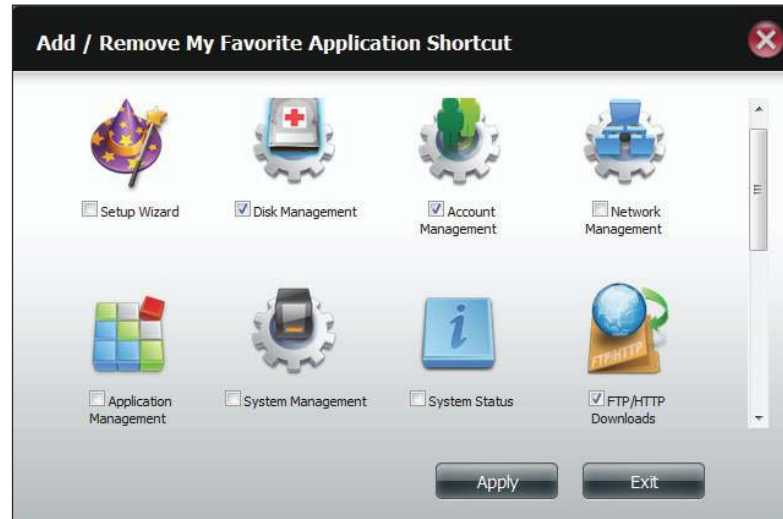 Add / Remove My Favorite Application Shortcut
Setup Wizard
Disk Management
Account
Management
Network
Management
FTP/HTTP
Application
Management
System Management
System Status
FTP/HTTP
Downloads
Apply
Exit